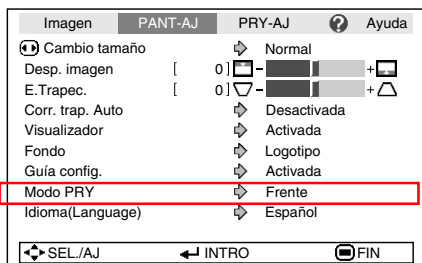 Imagen PANT-AJ PRY-AJ ? Ayuda
Cambio tamaño Normal
Desp. imagen [ 0] - +
E.Trapec. [ 0] - +
Corr. trap. Auto Desactivada
Visualizador Activada
Fondo Logotipo
Guía config. Activada
Modo PRY Frente
Idioma(Language) Español
SEL./AJ INTRO FIN